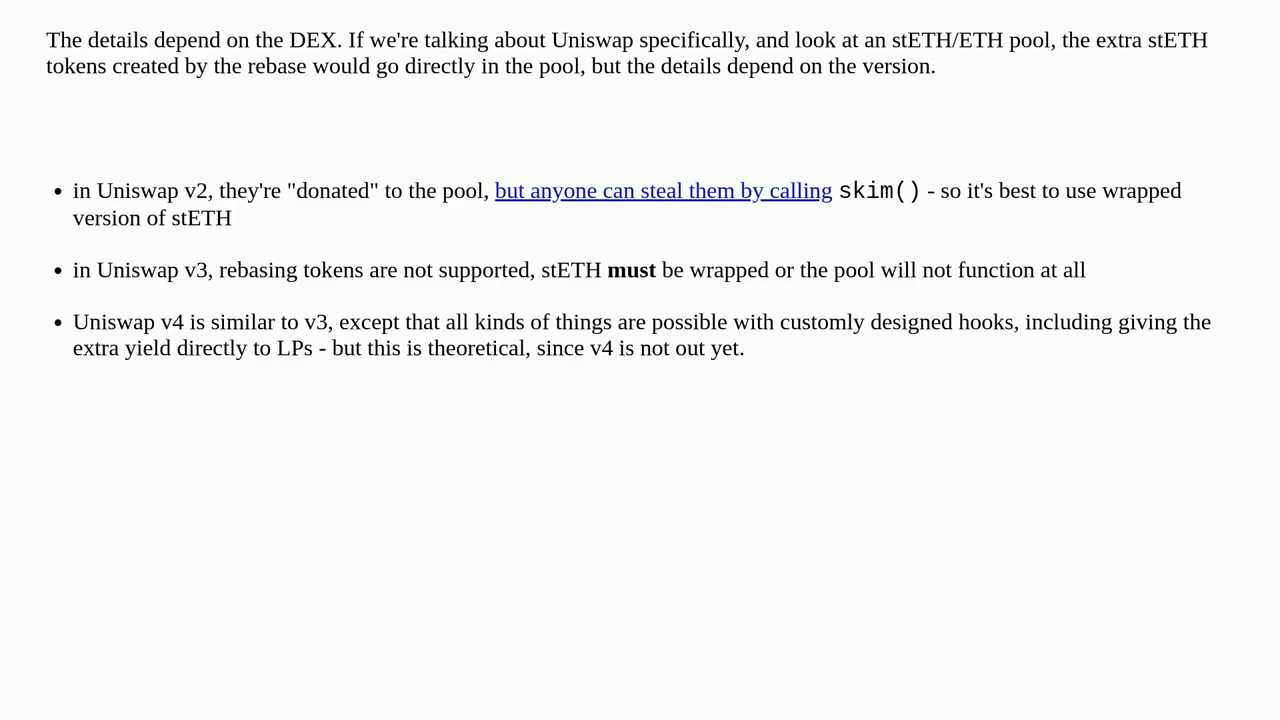 The details depend on the DEX. If we're talking about Uniswap specifically, and look at an stETH/ETH pool, the extra stETH
tokens created by the rebase would go directly in the pool, but the details depend on the version.
• in Uniswap v2, they're "donated" to the pool, but anyone can steal them by calling skim() - so it's best to use wrapped
version of stETH
• in Uniswap v3, rebasing tokens are not supported, stETH must be wrapped or the pool will not function at all
• Uniswap v4 is similar to v3, except that all kinds of things are possible with customly designed hooks, including giving the
extra yield directly to LPs - but this is theoretical, since v4 is not out yet.